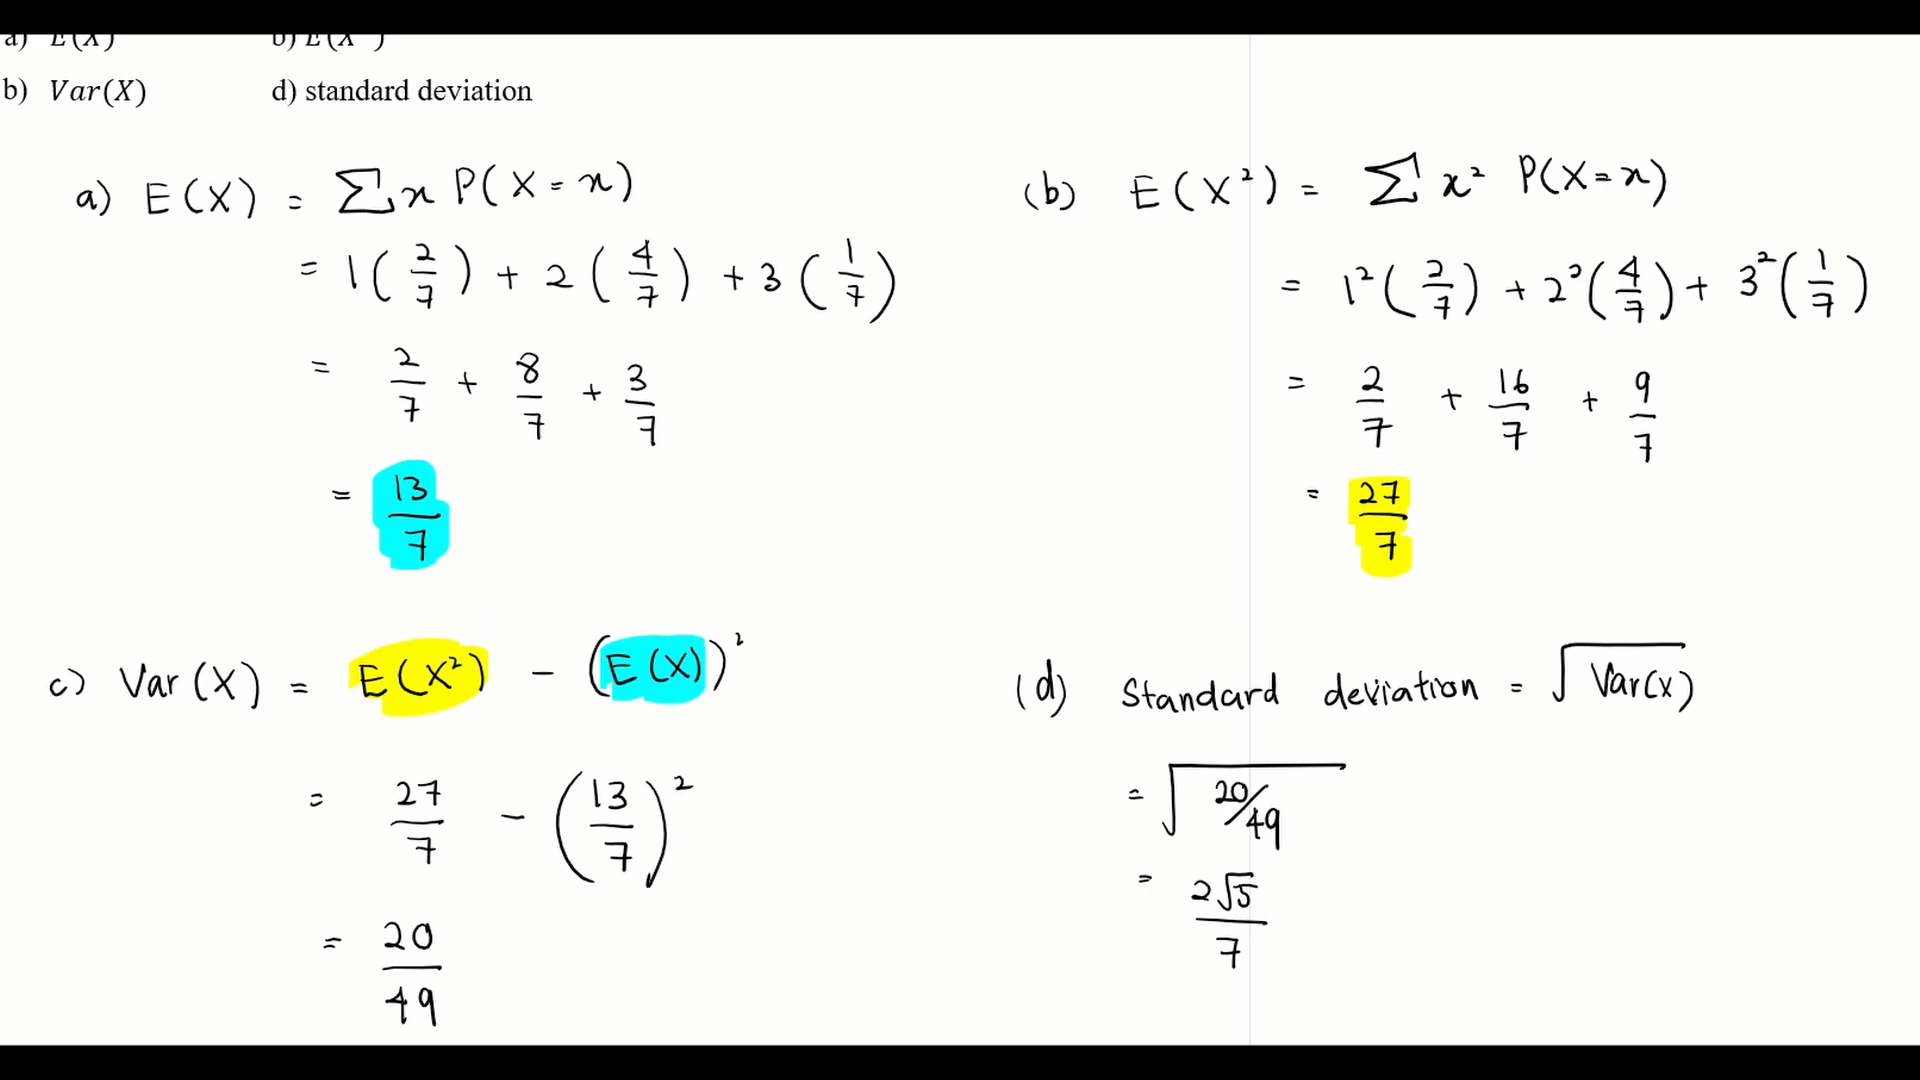 a) E(X) b) E(X )
b) Var(X) d) standard deviation
a) E(X) = ∑ x P(X = x)
= 1(2/7) + 2(4/7) + 3(1/7)
= 2/7 + 8/7 + 3/7
= 13/7
(b) E(X²) = ∑ x² P(X = x)
= 1²(2/7) + 2²(4/7) + 3²(1/7)
= 2/7 + 16/7 + 9/7
= 27/7
c) Var(X) = E(X²) − (E(X))²
= 27/7 − (13/7)²
= 20/49
(d) Standard deviation = √Var(X)
= √20/49
= 2√5/7